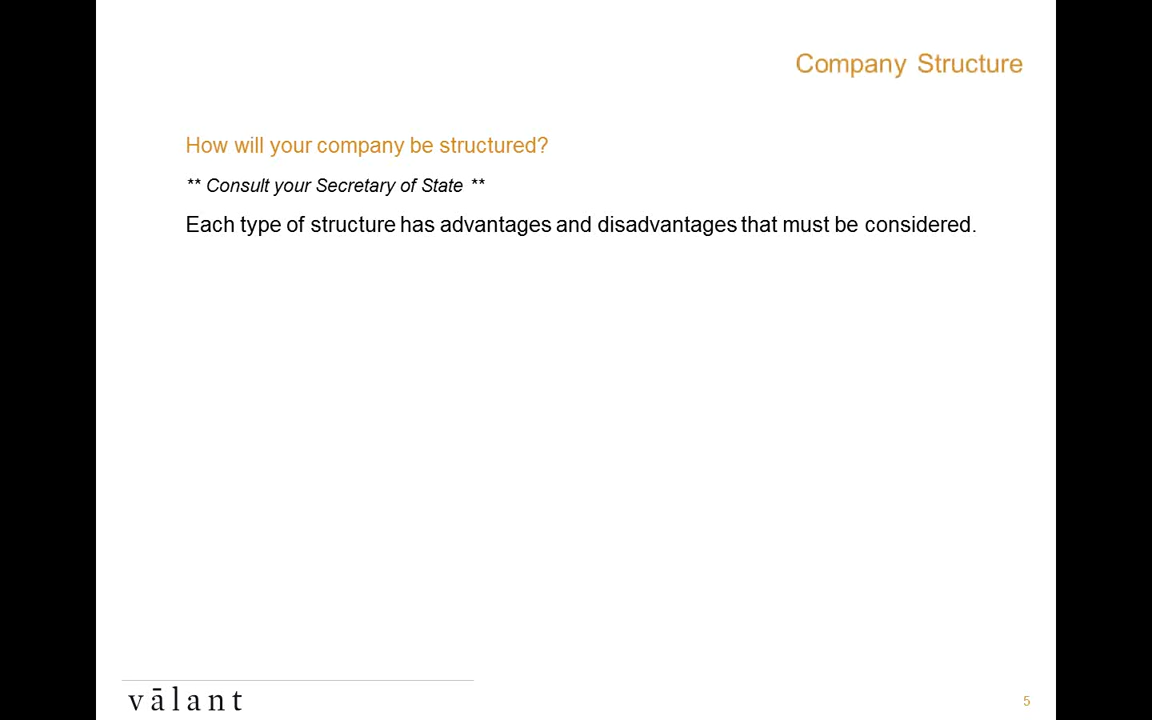 Company Structure
How will your company be structured?
** Consult your Secretary of State **
Each type of structure has advantages and disadvantages that must be considered.
vālant
5